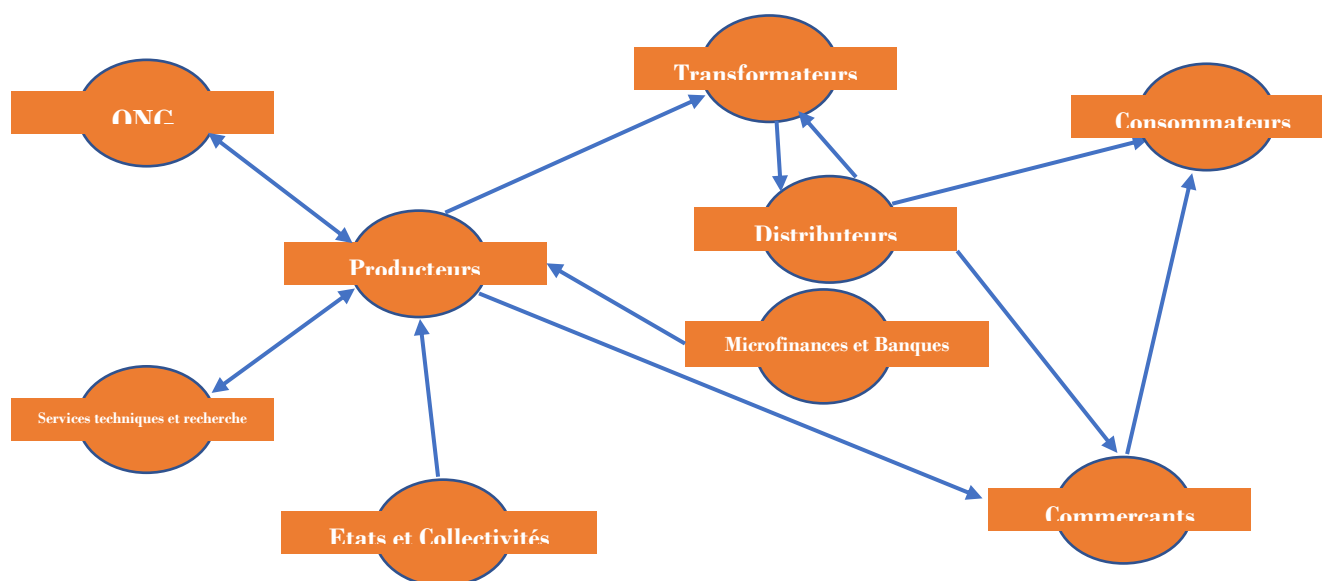 Transformateurs
ONG
Consommateurs
Distributeurs
Producteurs
Microfinances et Banques
Services techniques et recherche
Commerçants
Etats et Collectivités